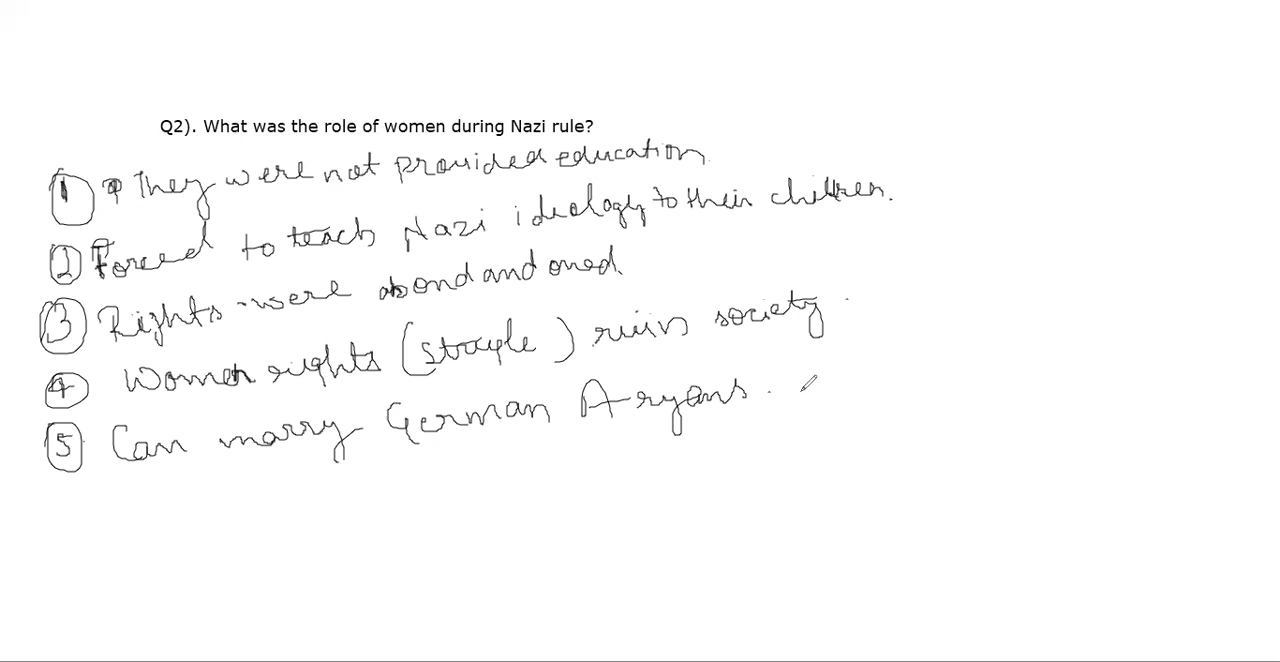 Q2). What was the role of women during Nazi rule?
1 They were not provided education.
2 Forced to teach Nazi ideology to their children.
3 Rights were abondandoned.
4 Women rights (struggle) ruin society.
5 Can marry German Aryans.